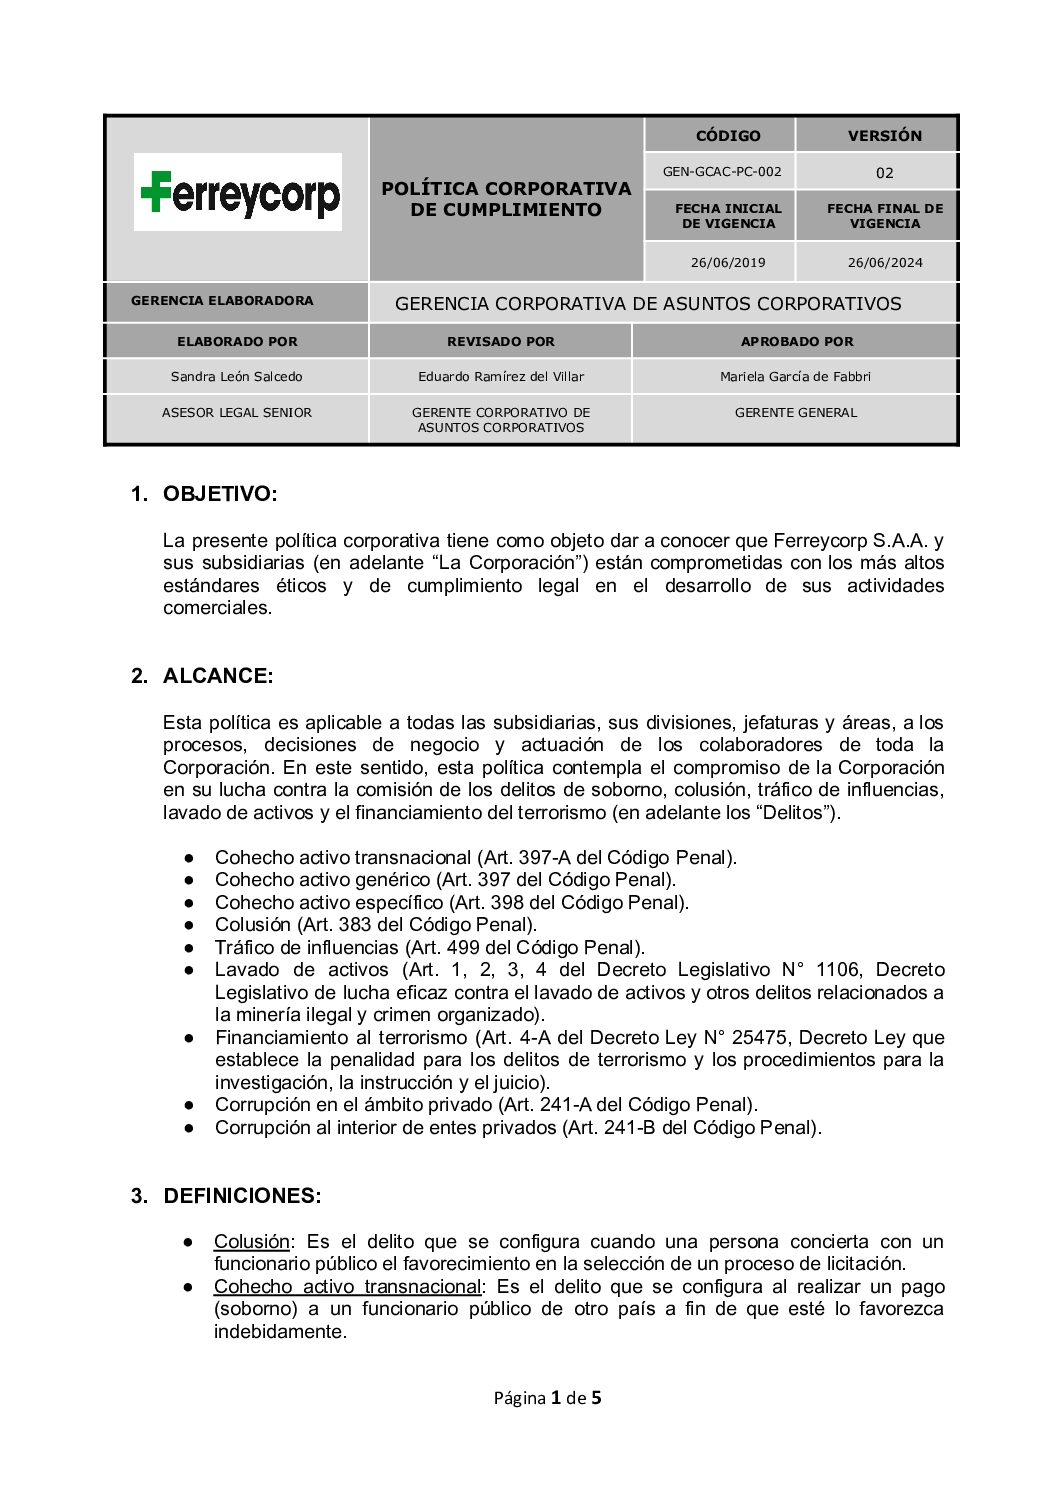 Ferreycorp
POLÍTICA CORPORATIVA
DE CUMPLIMIENTO
CÓDIGO
VERSIÓN
GEN-GCAC-PC-002
02
FECHA INICIAL
DE VIGENCIA
FECHA FINAL DE
VIGENCIA
26/06/2019
26/06/2024
GERENCIA ELABORADORA
GERENCIA CORPORATIVA DE ASUNTOS CORPORATIVOS
ELABORADO POR
REVISADO POR
APROBADO POR
Sandra León Salcedo
Eduardo Ramírez del Villar
Mariela García de Fabbri
ASESOR LEGAL SENIOR
GERENTE CORPORATIVO DE
ASUNTOS CORPORATIVOS
GERENTE GENERAL
1. OBJETIVO:
La presente política corporativa tiene como objeto dar a conocer que Ferreycorp S.A.A. y
sus subsidiarias (en adelante “La Corporación”) están comprometidas con los más altos
estándares éticos y de cumplimiento legal en el desarrollo de sus actividades
comerciales.
2. ALCANCE:
Esta política es aplicable a todas las subsidiarias, sus divisiones, jefaturas y áreas, a los
procesos, decisiones de negocio y actuación de los colaboradores de toda la
Corporación. En este sentido, esta política contempla el compromiso de la Corporación
en su lucha contra la comisión de los delitos de soborno, colusión, tráfico de influencias,
lavado de activos y el financiamiento del terrorismo (en adelante los “Delitos”).
● Cohecho activo transnacional (Art. 397-A del Código Penal).
● Cohecho activo genérico (Art. 397 del Código Penal).
● Cohecho activo específico (Art. 398 del Código Penal).
● Colusión (Art. 383 del Código Penal).
● Tráfico de influencias (Art. 499 del Código Penal).
● Lavado de activos (Art. 1, 2, 3, 4 del Decreto Legislativo N° 1106, Decreto
Legislativo de lucha eficaz contra el lavado de activos y otros delitos relacionados a
la minería ilegal y crimen organizado).
● Financiamiento al terrorismo (Art. 4-A del Decreto Ley N° 25475, Decreto Ley que
establece la penalidad para los delitos de terrorismo y los procedimientos para la
investigación, la instrucción y el juicio).
● Corrupción en el ámbito privado (Art. 241-A del Código Penal).
● Corrupción al interior de entes privados (Art. 241-B del Código Penal).
3. DEFINICIONES:
● Colusión: Es el delito que se configura cuando una persona concierta con un
funcionario público el favorecimiento en la selección de un proceso de licitación.
● Cohecho activo transnacional: Es el delito que se configura al realizar un pago
(soborno) a un funcionario público de otro país a fin de que esté lo favorezca
indebidamente.
Página 1 de 5